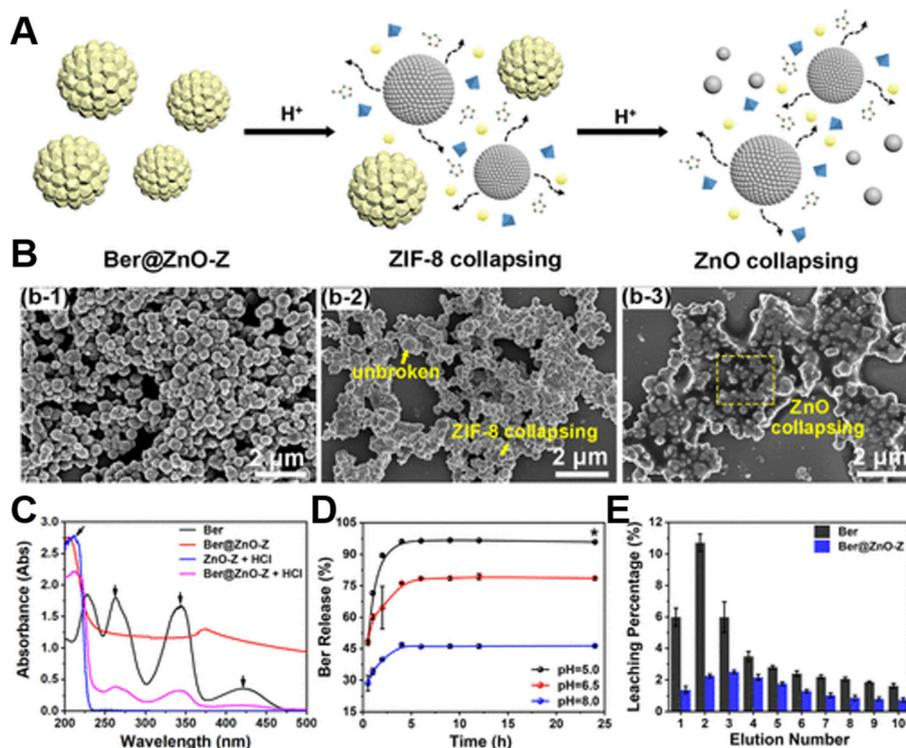 A
H⁺
H⁺
B
Ber@ZnO-Z
ZIF-8 collapsing
ZnO collapsing
(b-1)
2 μm
(b-2)
unbroken
ZIF-8 collapsing
2 μm
(b-3)
ZnO
collapsing
2 μm
C
3.0
2.5
2.0
1.5
1.0
0.5
0.0
Absorbance (Abs)
Ber
Ber@ZnO-Z
ZnO-Z + HCl
Ber@ZnO-Z + HCl
200 250 300 350 400 450 500
Wavelength (nm)
D
105
90
75
60
45
30
15
Ber Release (%)
*
pH=5.0
pH=6.5
pH=8.0
0 5 10 15 20 25
Time (h)
E
12
10
8
6
4
2
0
Leaching Percentage (%)
Ber
Ber@ZnO-Z
1 2 3 4 5 6 7 8 9 10
Elution Number